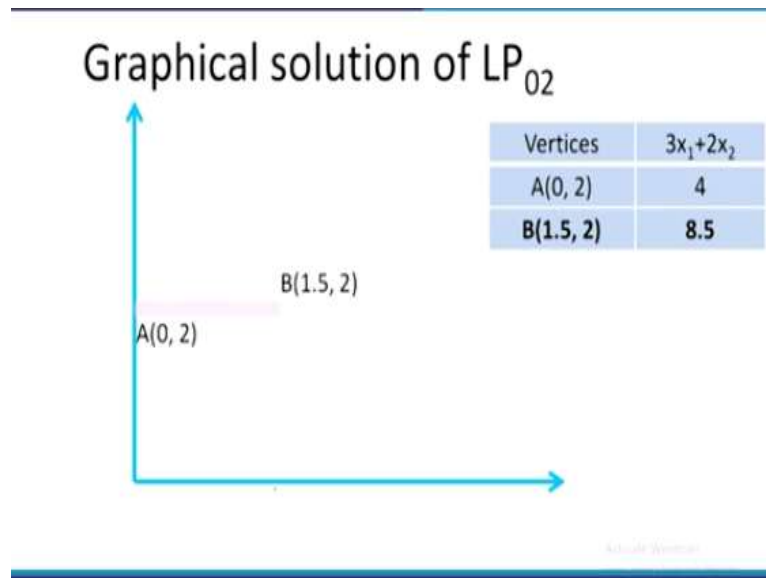 Graphical solution of LP₀₂
Vertices 3x₁+2x₂
A(0, 2) 4
B(1.5, 2) 8.5
B(1.5, 2)
A(0, 2)